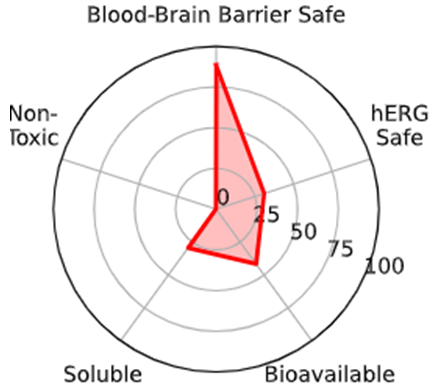 Blood-Brain Barrier Safe
Non-
Toxic
hERG
Safe
0
25
50
75
100
Soluble
Bioavailable